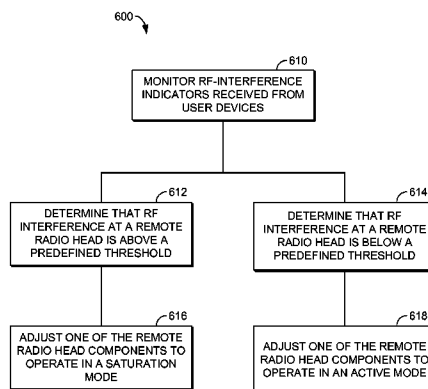 600
610
MONITOR RF-INTERFERENCE
INDICATORS RECEIVED FROM
USER DEVICES
612
DETERMINE THAT RF
INTERFERENCE AT A REMOTE
RADIO HEAD IS ABOVE A
PREDEFINED THRESHOLD
614
DETERMINE THAT RF
INTERFERENCE AT A REMOTE
RADIO HEAD IS BELOW A
PREDEFINED THRESHOLD
616
ADJUST ONE OF THE REMOTE
RADIO HEAD COMPONENTS TO
OPERATE IN A SATURATION
MODE
618
ADJUST ONE OF THE REMOTE
RADIO HEAD COMPONENTS TO
OPERATE IN AN ACTIVE MODE